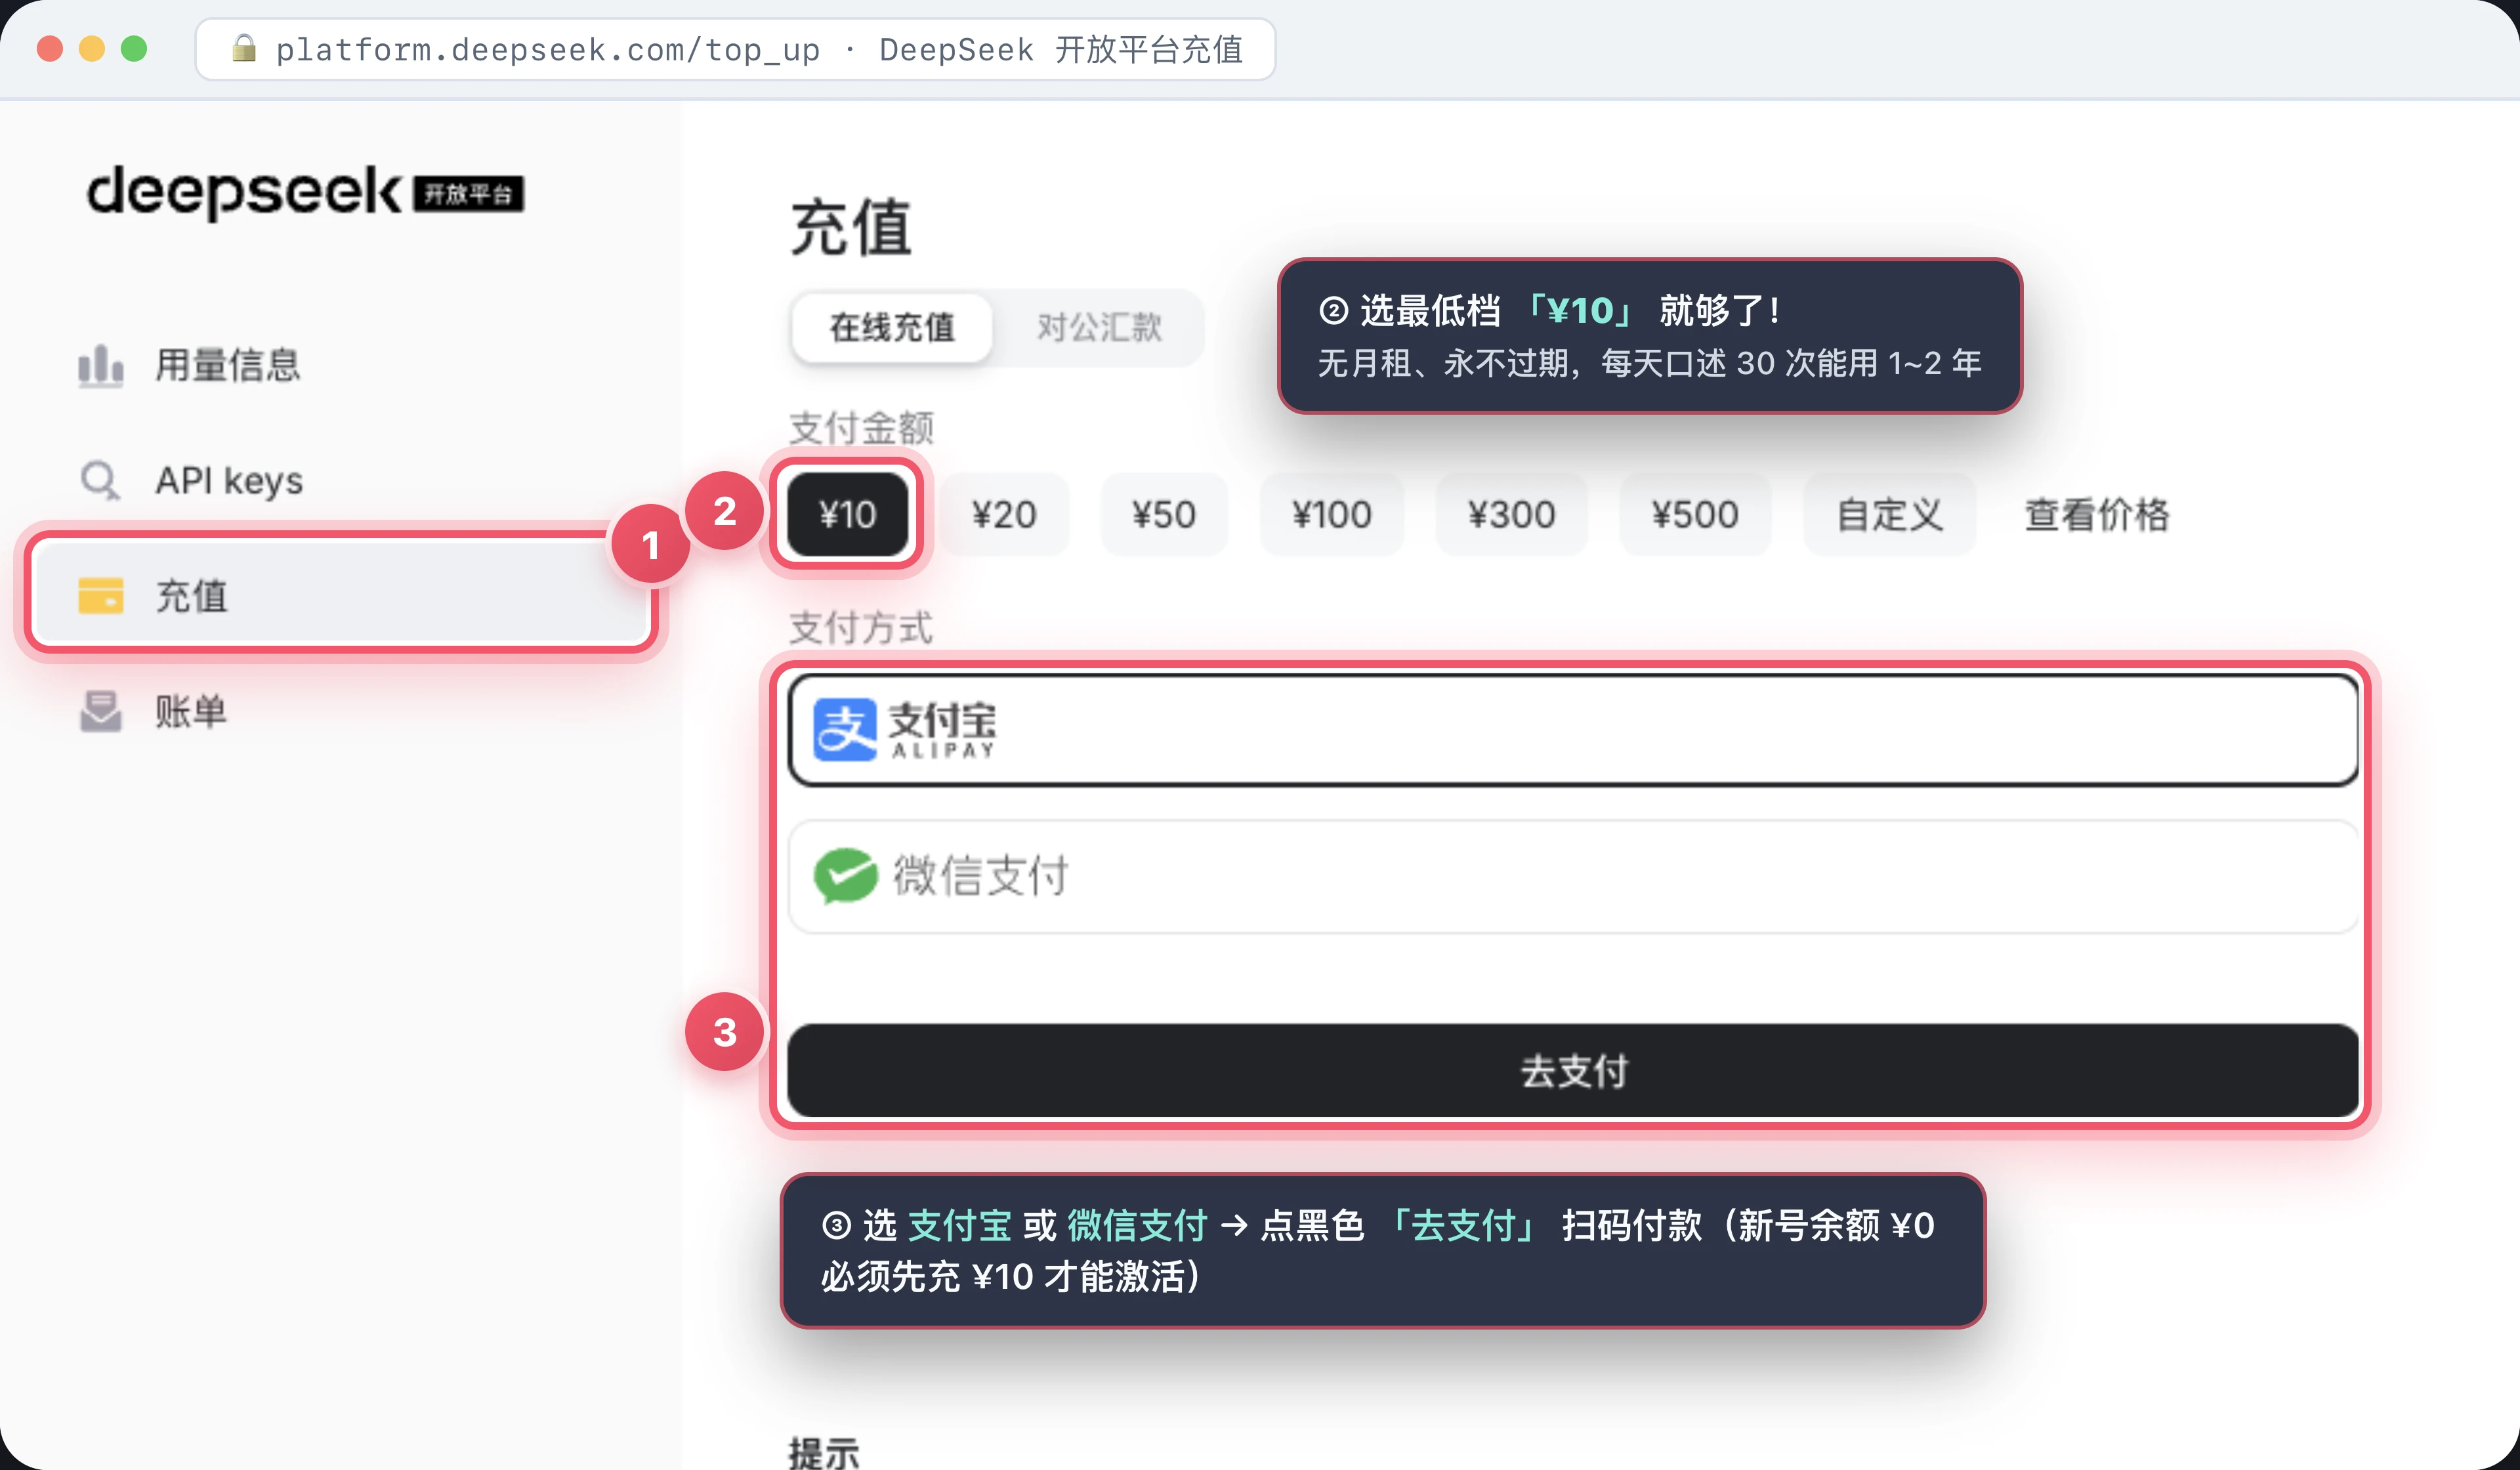 platform.deepseek.com/top_up · DeepSeek 开放平台充值
deepseek 开放平台
用量信息
API keys
充值
账单
1
充值
在线充值 对公汇款
② 选最低档 「¥10」 就够了！
无月租、永不过期，每天口述 30 次能用 1~2 年
支付金额
2
¥10 ¥20 ¥50 ¥100 ¥300 ¥500 自定义 查看价格
支付方式
支付宝
ALIPAY
微信支付
3
去支付
③ 选 支付宝 或 微信支付 → 点黑色 「去支付」 扫码付款（新号余额 ¥0
必须先充 ¥10 才能激活）
提示